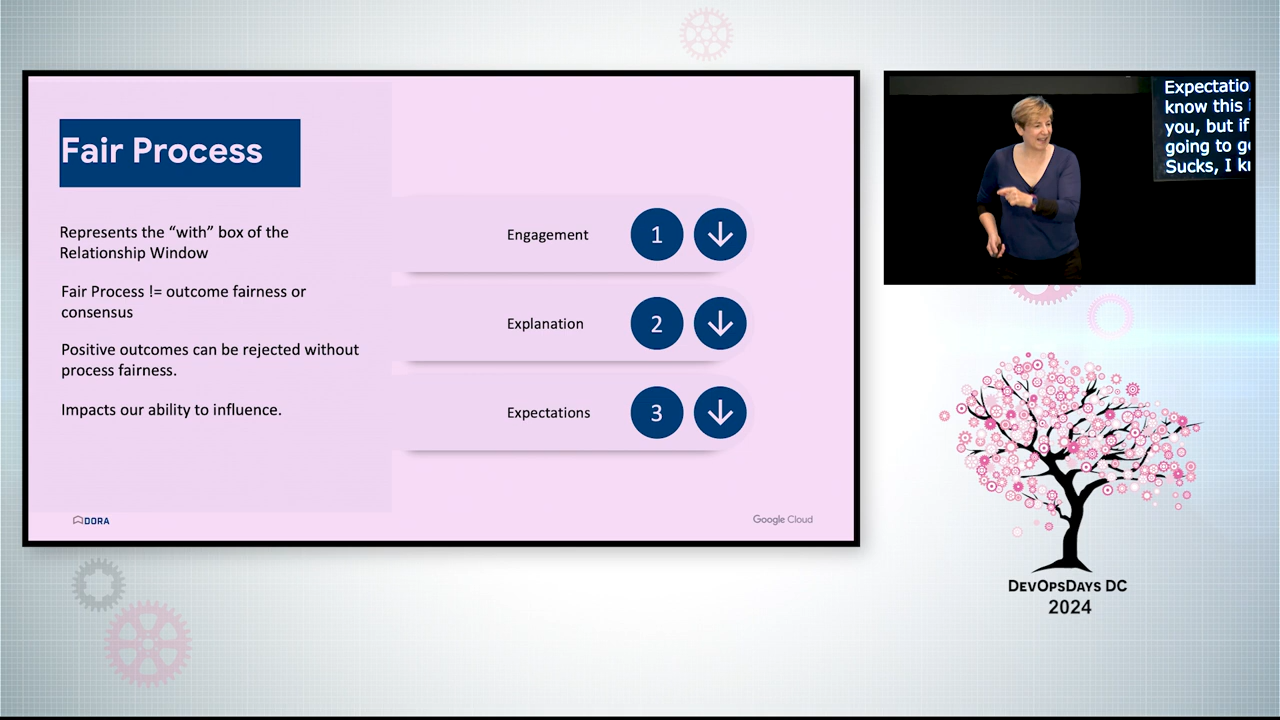 Fair Process
Represents the “with” box of the
Relationship Window
Fair Process != outcome fairness or
consensus
Positive outcomes can be rejected without
process fairness.
Impacts our ability to influence.
Engagement 1
Explanation 2
Expectations 3
DORA
Google Cloud
Expectatio
know this i
you, but if
going to g
Sucks, I k
DEVOPSDAYS DC
2024